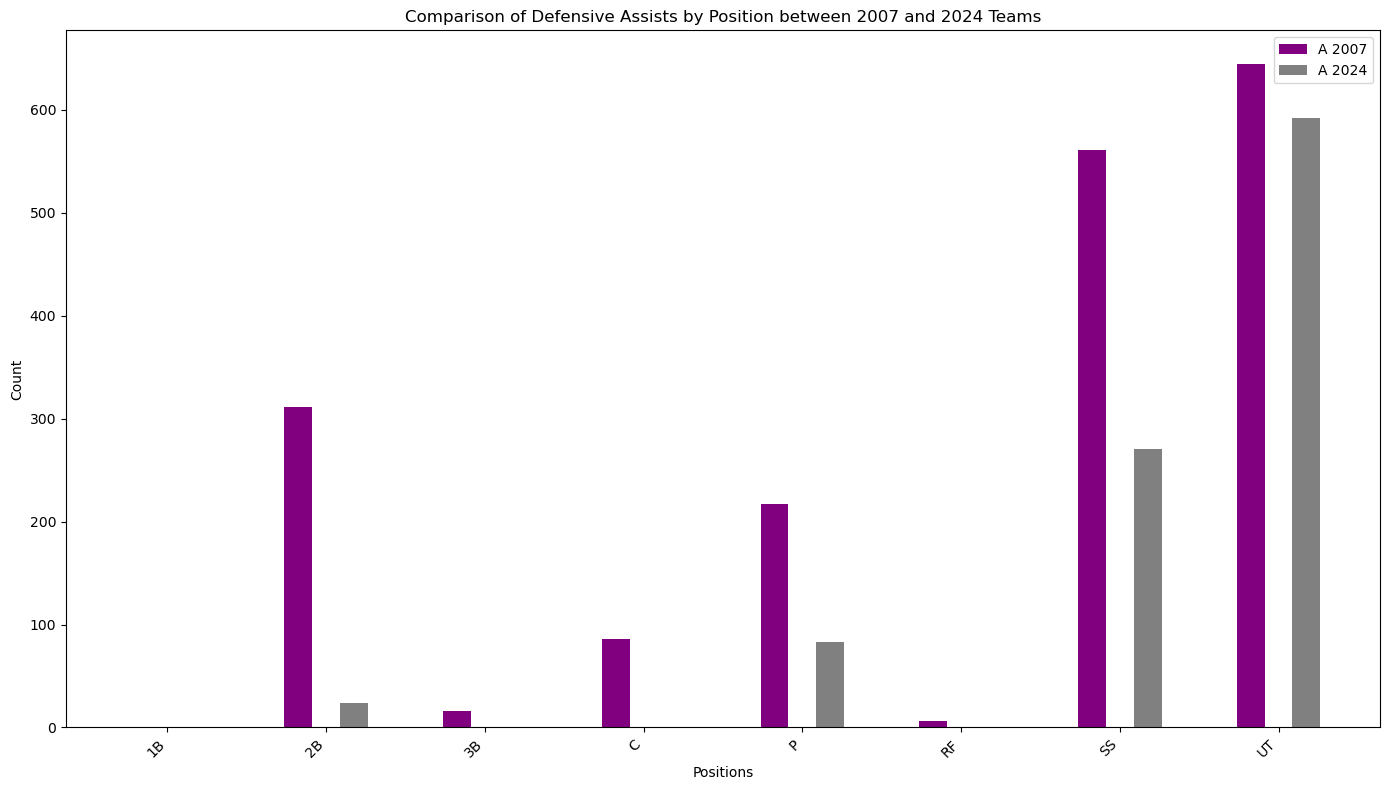 Comparison of Defensive Assists by Position between 2007 and 2024 Teams
A 2007
A 2024
600
500
400
300
200
100
0
Count
1B
2B
3B
C
P
RF
SS
UT
Positions